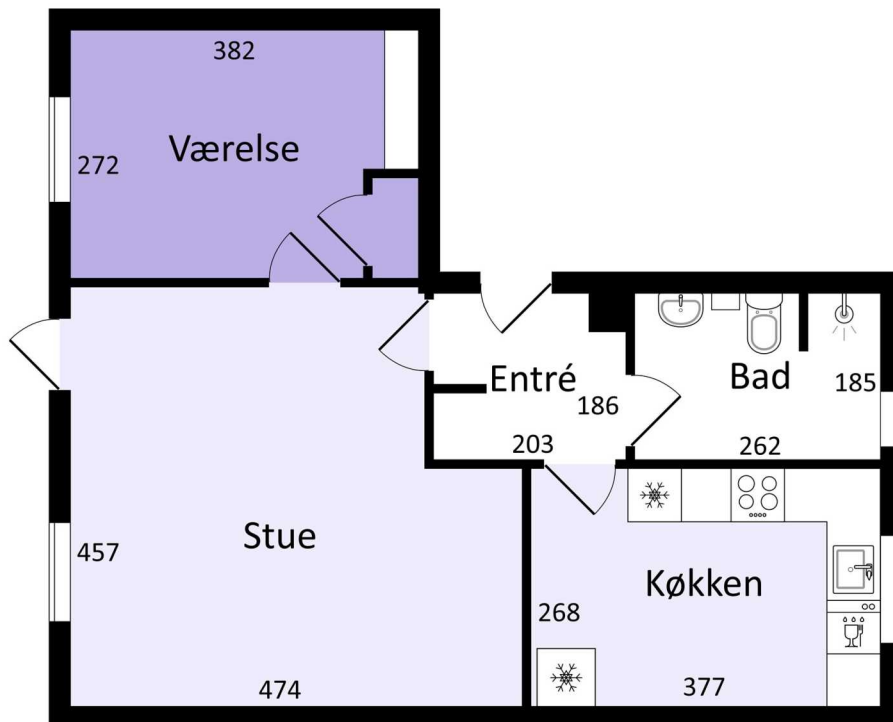 382
Værelse
272
Entré
Bad
185
186
203
262
Stue
457
Køkken
268
474
377